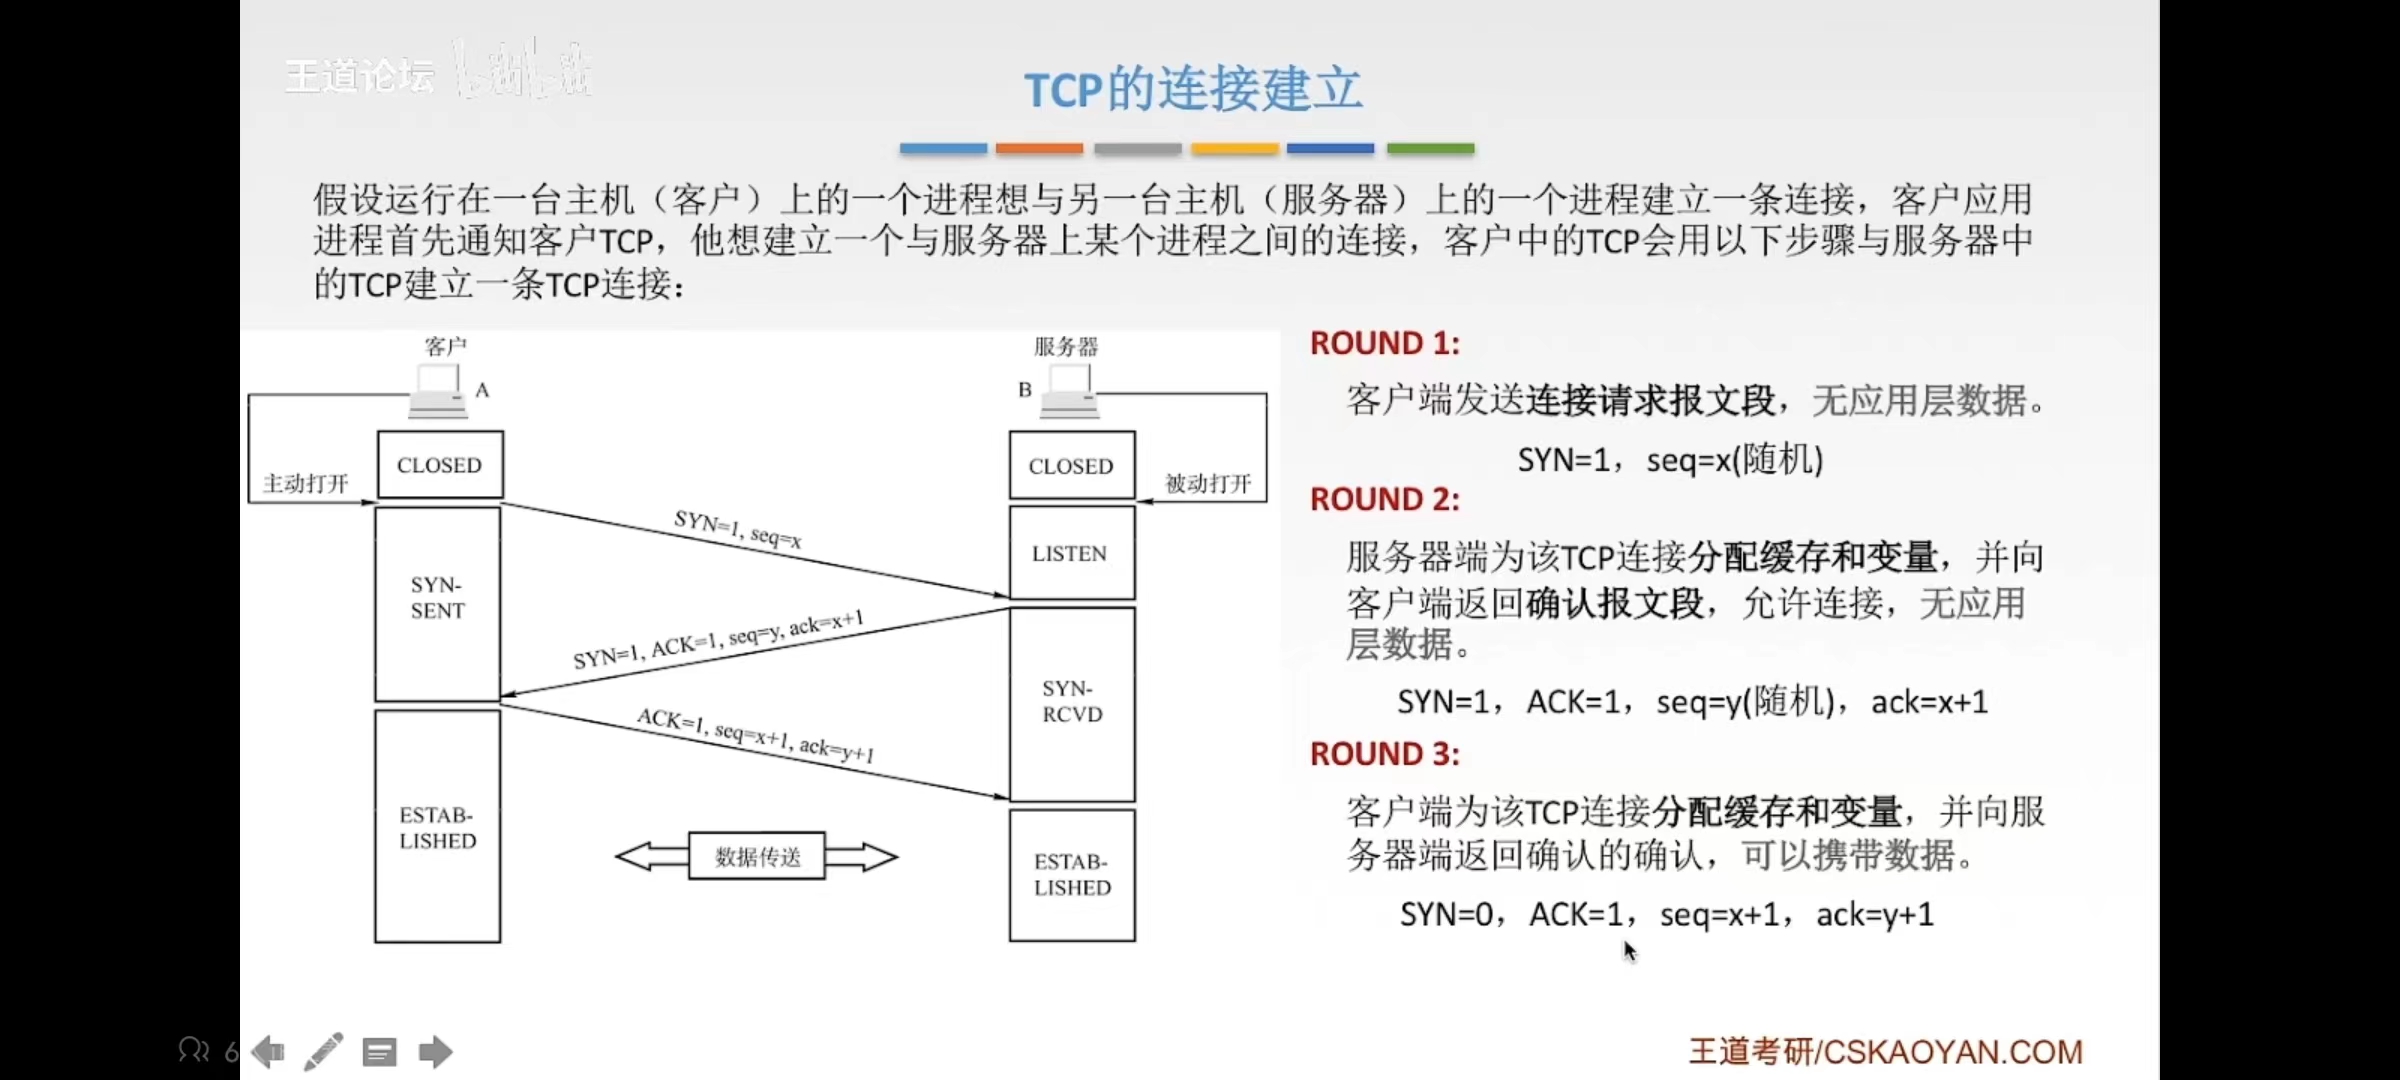 王道论坛 bilibili
TCP的连接建立
假设运行在一台主机（客户）上的一个进程想与另一台主机（服务器）上的一个进程建立一条连接，客户应用
进程首先通知客户TCP，他想建立一个与服务器上某个进程之间的连接，客户中的TCP会用以下步骤与服务器中
的TCP建立一条TCP连接：
客户
A
主动打开
CLOSED
SYN-
SENT
ESTAB-
LISHED
SYN=1, seq=x
SYN=1, ACK=1, seq=y, ack=x+1
ACK=1, seq=x+1, ack=y+1
数据传送
服务器
B
被动打开
CLOSED
LISTEN
SYN-
RCVD
ESTAB-
LISHED
ROUND 1:
客户端发送连接请求报文段，无应用层数据。
SYN=1，seq=x(随机)
ROUND 2:
服务器端为该TCP连接分配缓存和变量，并向
客户端返回确认报文段，允许连接，无应用
层数据。
SYN=1，ACK=1，seq=y(随机)，ack=x+1
ROUND 3:
客户端为该TCP连接分配缓存和变量，并向服
务器端返回确认的确认，可以携带数据。
SYN=0，ACK=1，seq=x+1，ack=y+1
6
王道考研/CSKAOYAN.COM